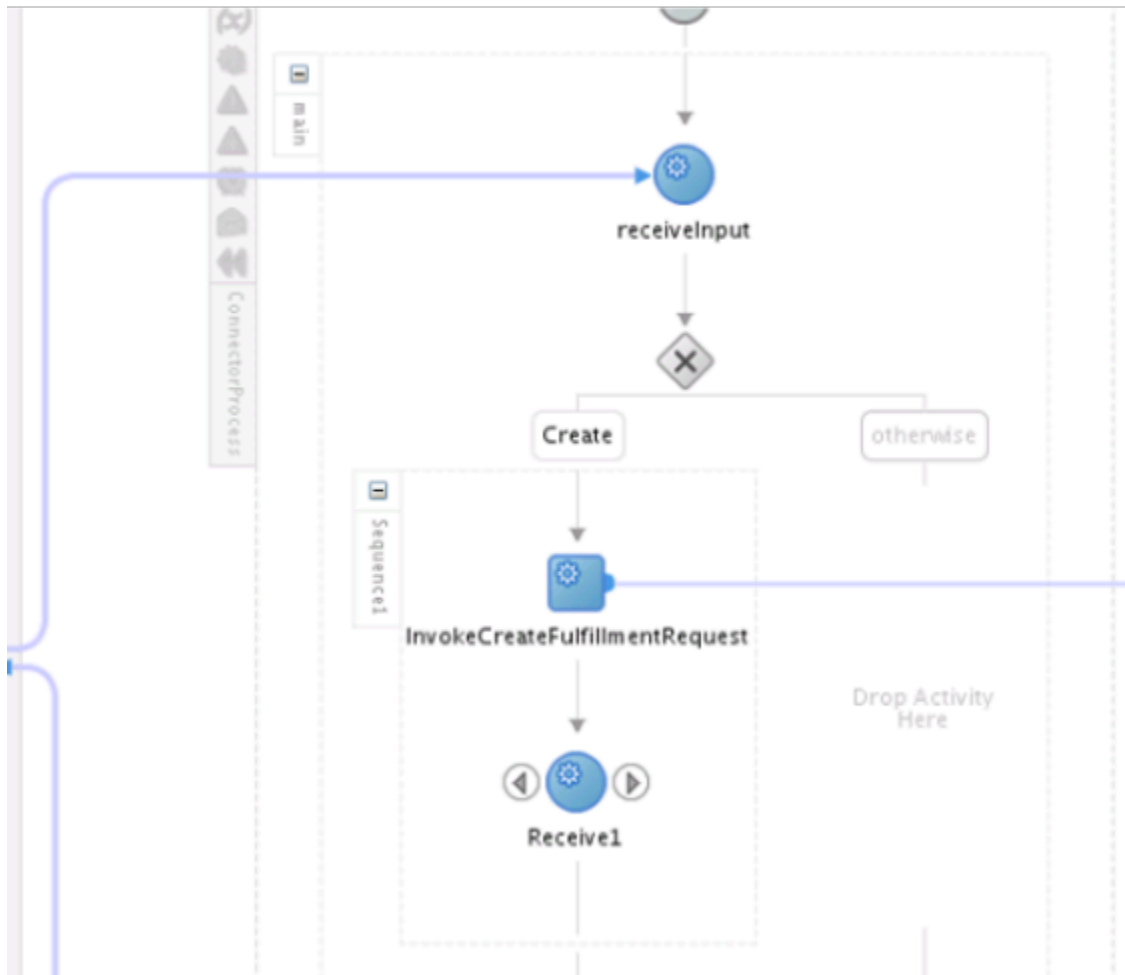 main
receiveInput
ConnectorProcess
Create
otherwise
Sequence1
InvokeCreateFulfillmentRequest
Drop Activity
Here
Receive1